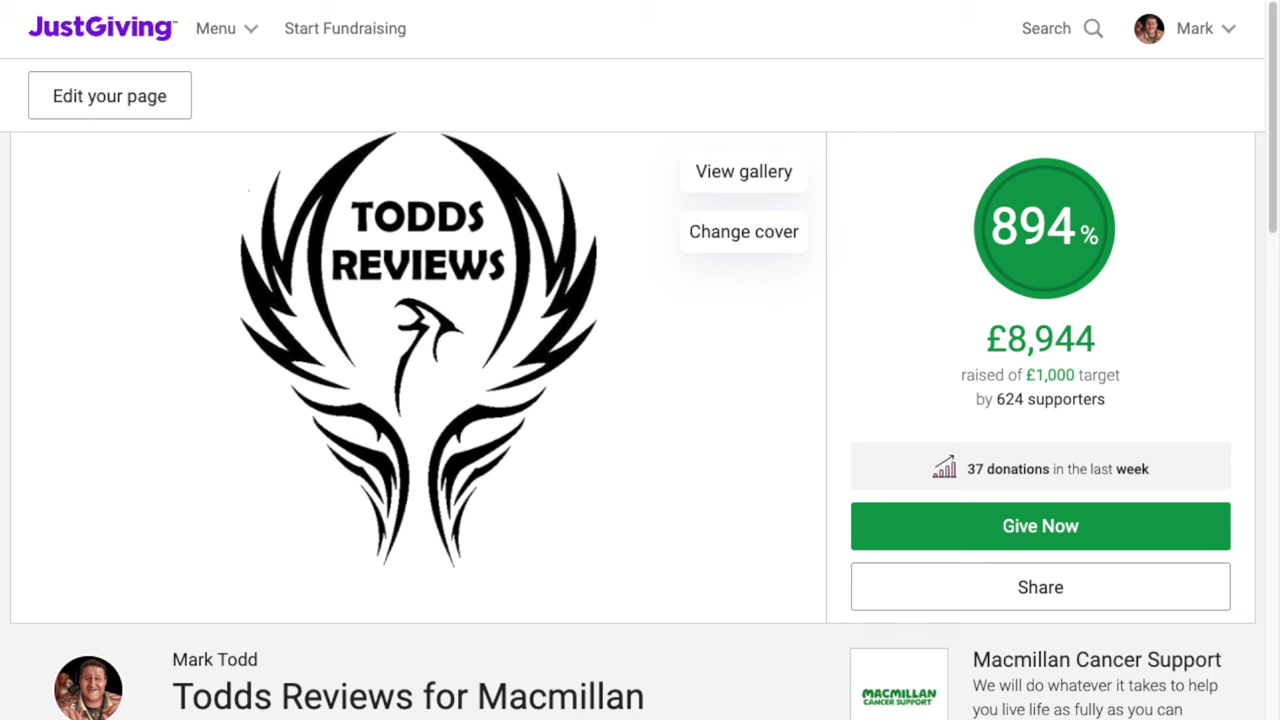 JustGiving™ Menu Start Fundraising Search Mark
Edit your page
TODDS
REVIEWS
View gallery
Change cover
894%
£8,944
raised of £1,000 target
by 624 supporters
37 donations in the last week
Give Now
Share
Mark Todd
Todds Reviews for Macmillan
MACMILLAN
CANCER SUPPORT
Macmillan Cancer Support
We will do whatever it takes to help
you live life as fully as you can